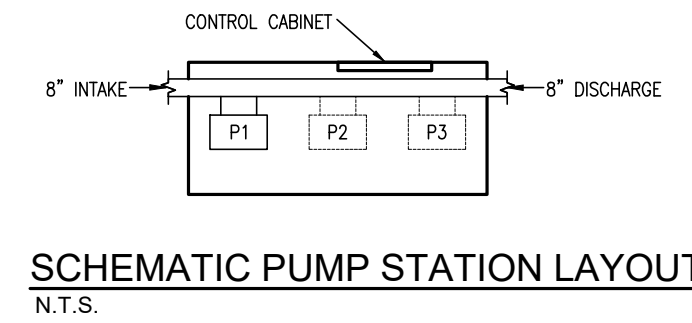 CONTROL CABINET
8" INTAKE
8" DISCHARGE
P1 P2 P3
SCHEMATIC PUMP STATION LAYOUT
N.T.S.